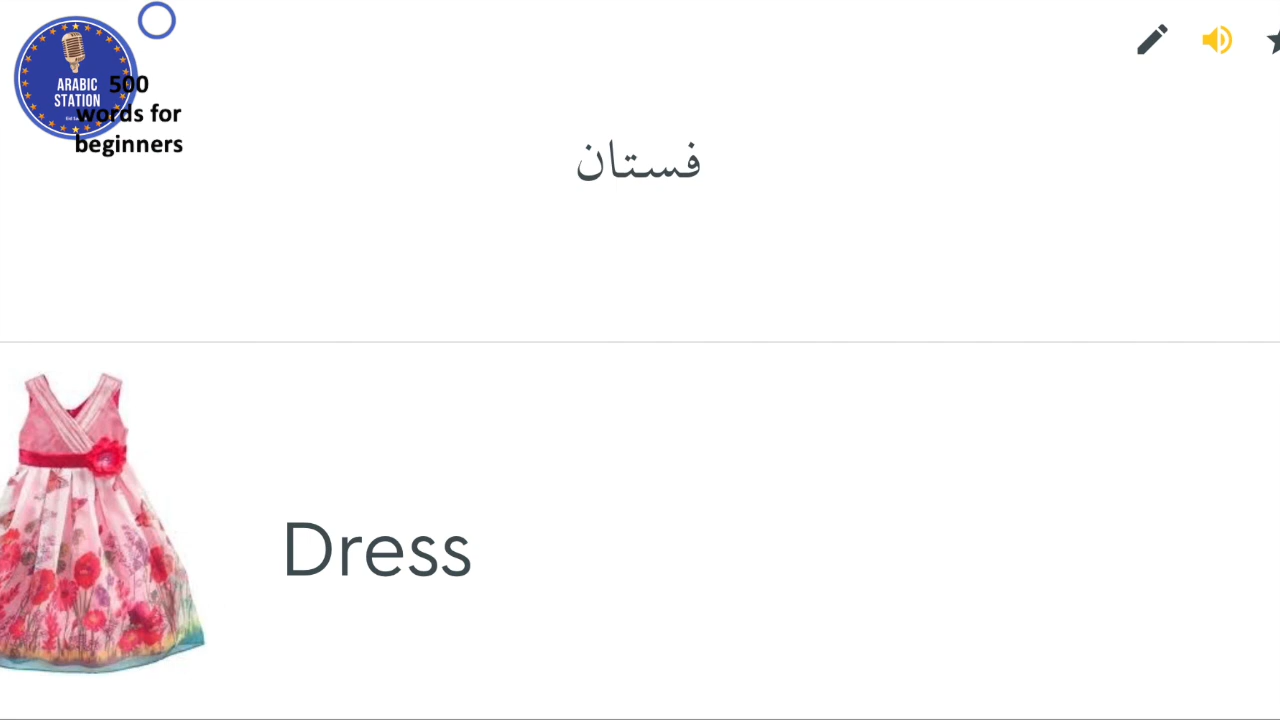 ARABIC
STATION
500
words for
beginners
فستان
Dress